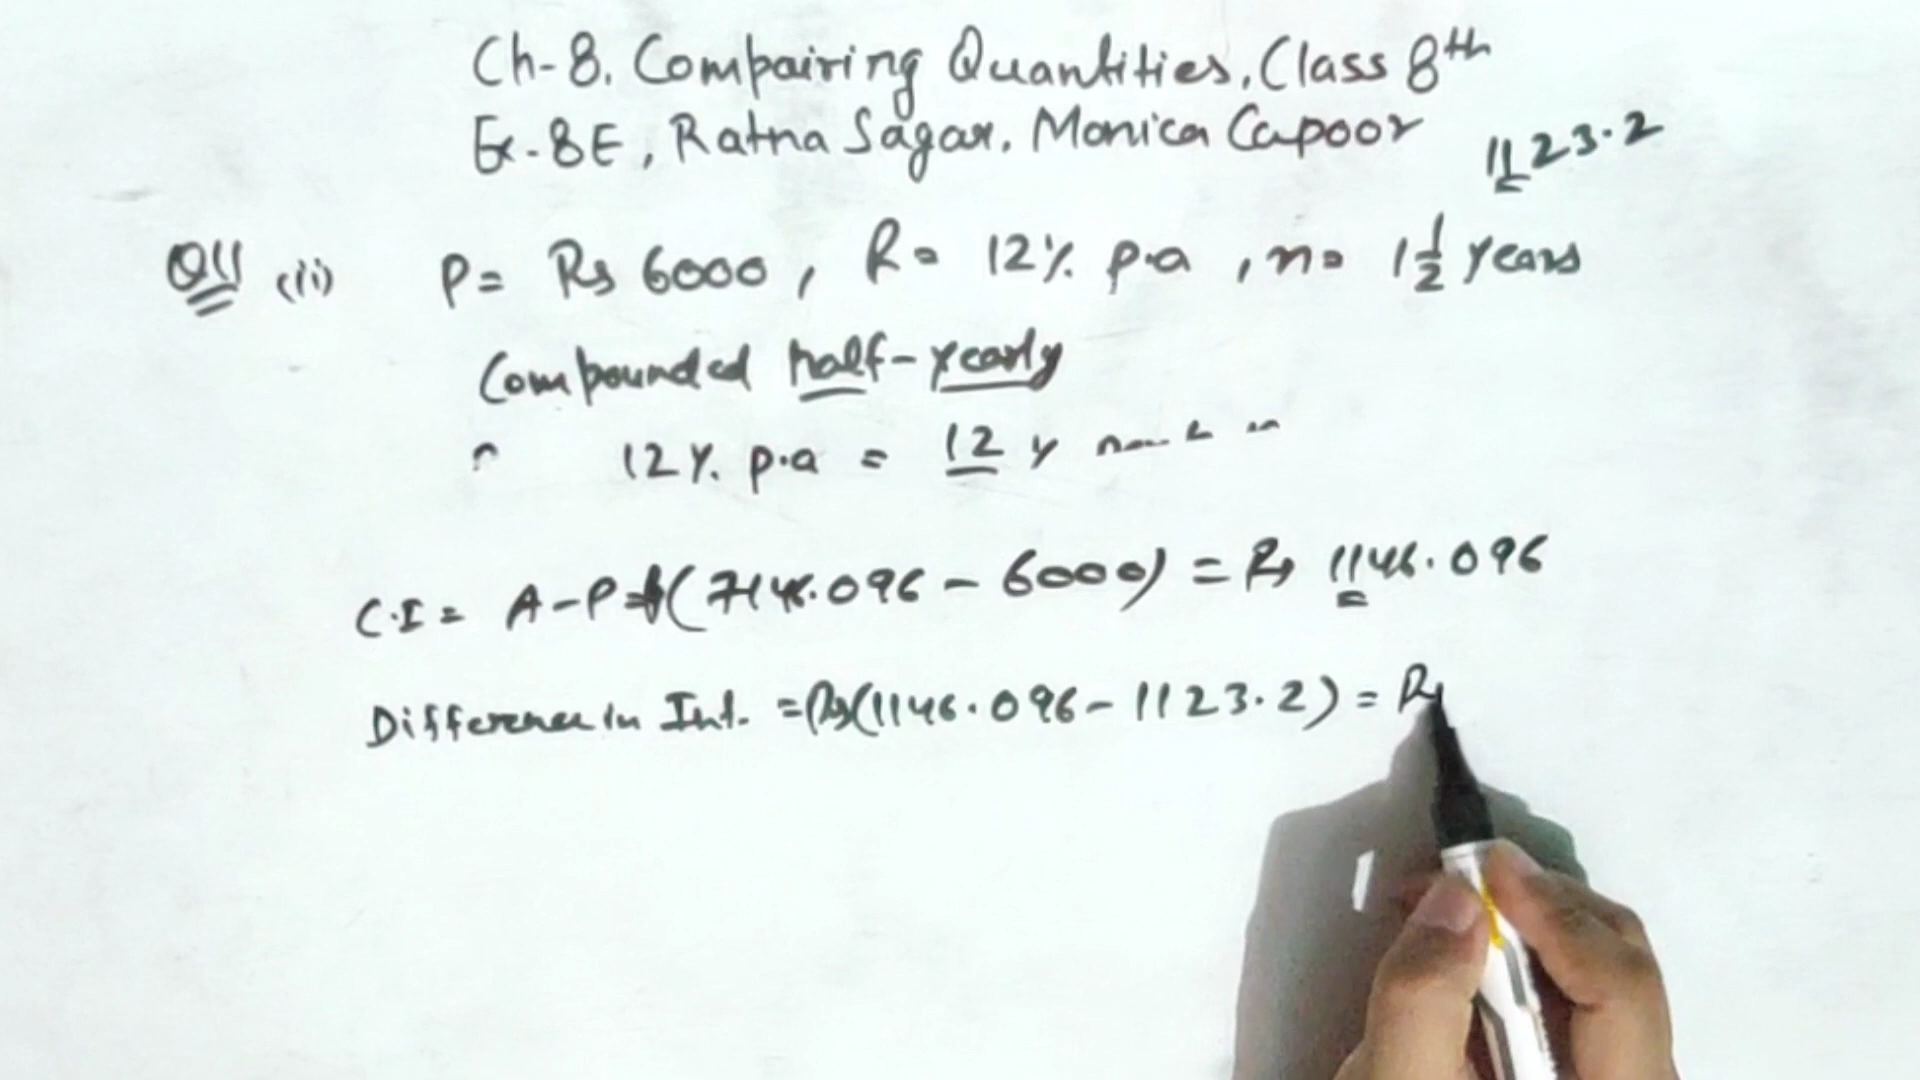 Ch-8. Compairing Quantities, Class 8th
Ex-8E, Ratna Sagar, Monica Capoor
1123.2
Q11 (ii) P = Rs 6000, R = 12% p.a, n = 1 1/2 years
Compounded half-yearly
12%. p.a = 12
C.I = A-P = (7146.096 - 6000) = Rs 1146.096
Difference in Int. = Rs(1146.096 - 1123.2) = Rs